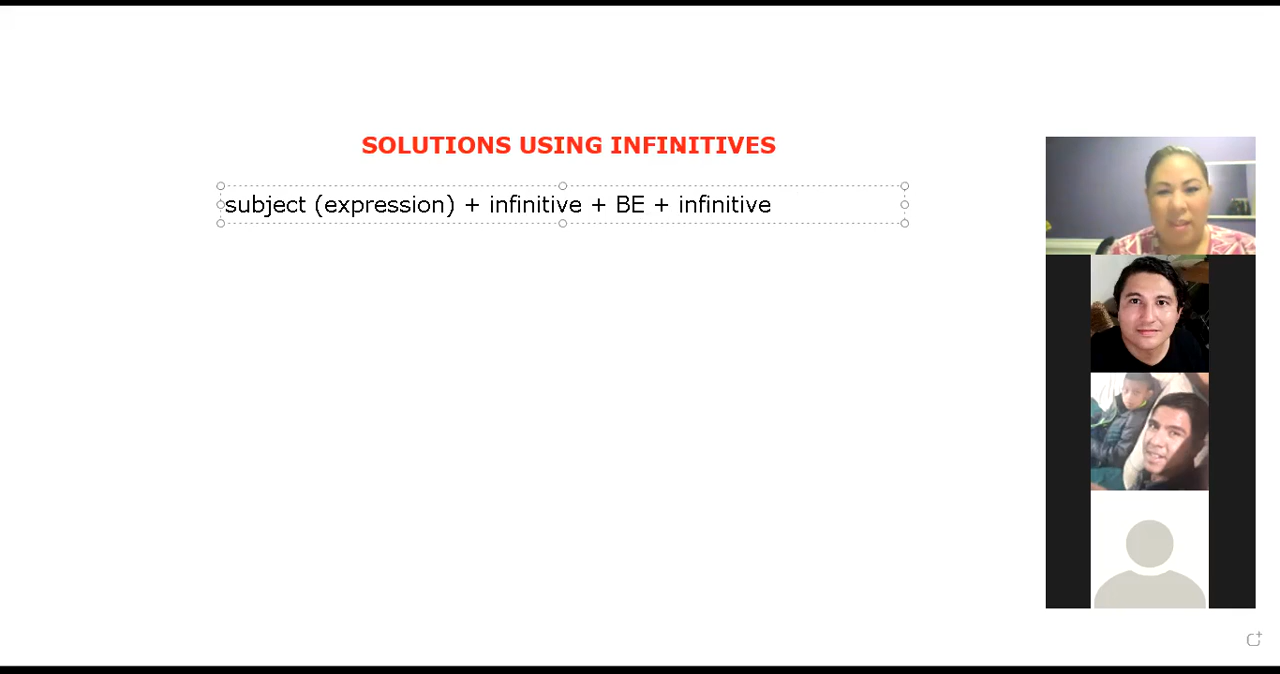 SOLUTIONS USING INFINITIVES
subject (expression) + infinitive + BE + infinitive